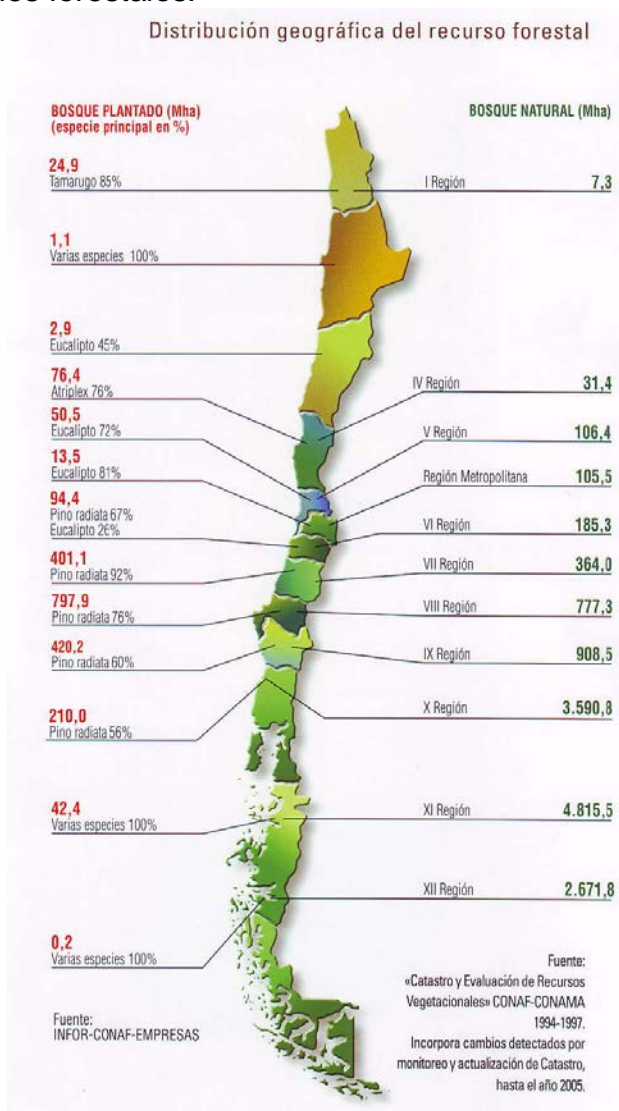 Distribución geográfica del recurso forestal
BOSQUE PLANTADO (Mha)
(especie principal en %)
BOSQUE NATURAL (Mha)
24,9
Tamarugo 85%
I Región
7,3
1,1
Varias especies 100%
2,9
Eucalipto 45%
76,4
Atriplex 76%
IV Región
31,4
50,5
Eucalipto 72%
V Región
106,4
13,5
Eucalipto 81%
Región Metropolitana
105,5
94,4
Pino radiata 67%
Eucalipto 26%
VI Región
185,3
401,1
Pino radiata 92%
VII Región
364,0
797,9
Pino radiata 76%
VIII Región
777,3
420,2
Pino radiata 60%
IX Región
908,5
210,0
Pino radiata 56%
X Región
3.590,8
42,4
Varias especies 100%
XI Región
4.815,5
XII Región
2.671,8
0,2
Varias especies 100%
Fuente:
INFOR-CONAF-EMPRESAS
Fuente:
«Catastro y Evaluación de Recursos
Vegetacionales» CONAF-CONAMA
1994-1997.
Incorpora cambios detectados por
monitoreo y actualización de Catastro,
hasta el año 2005.